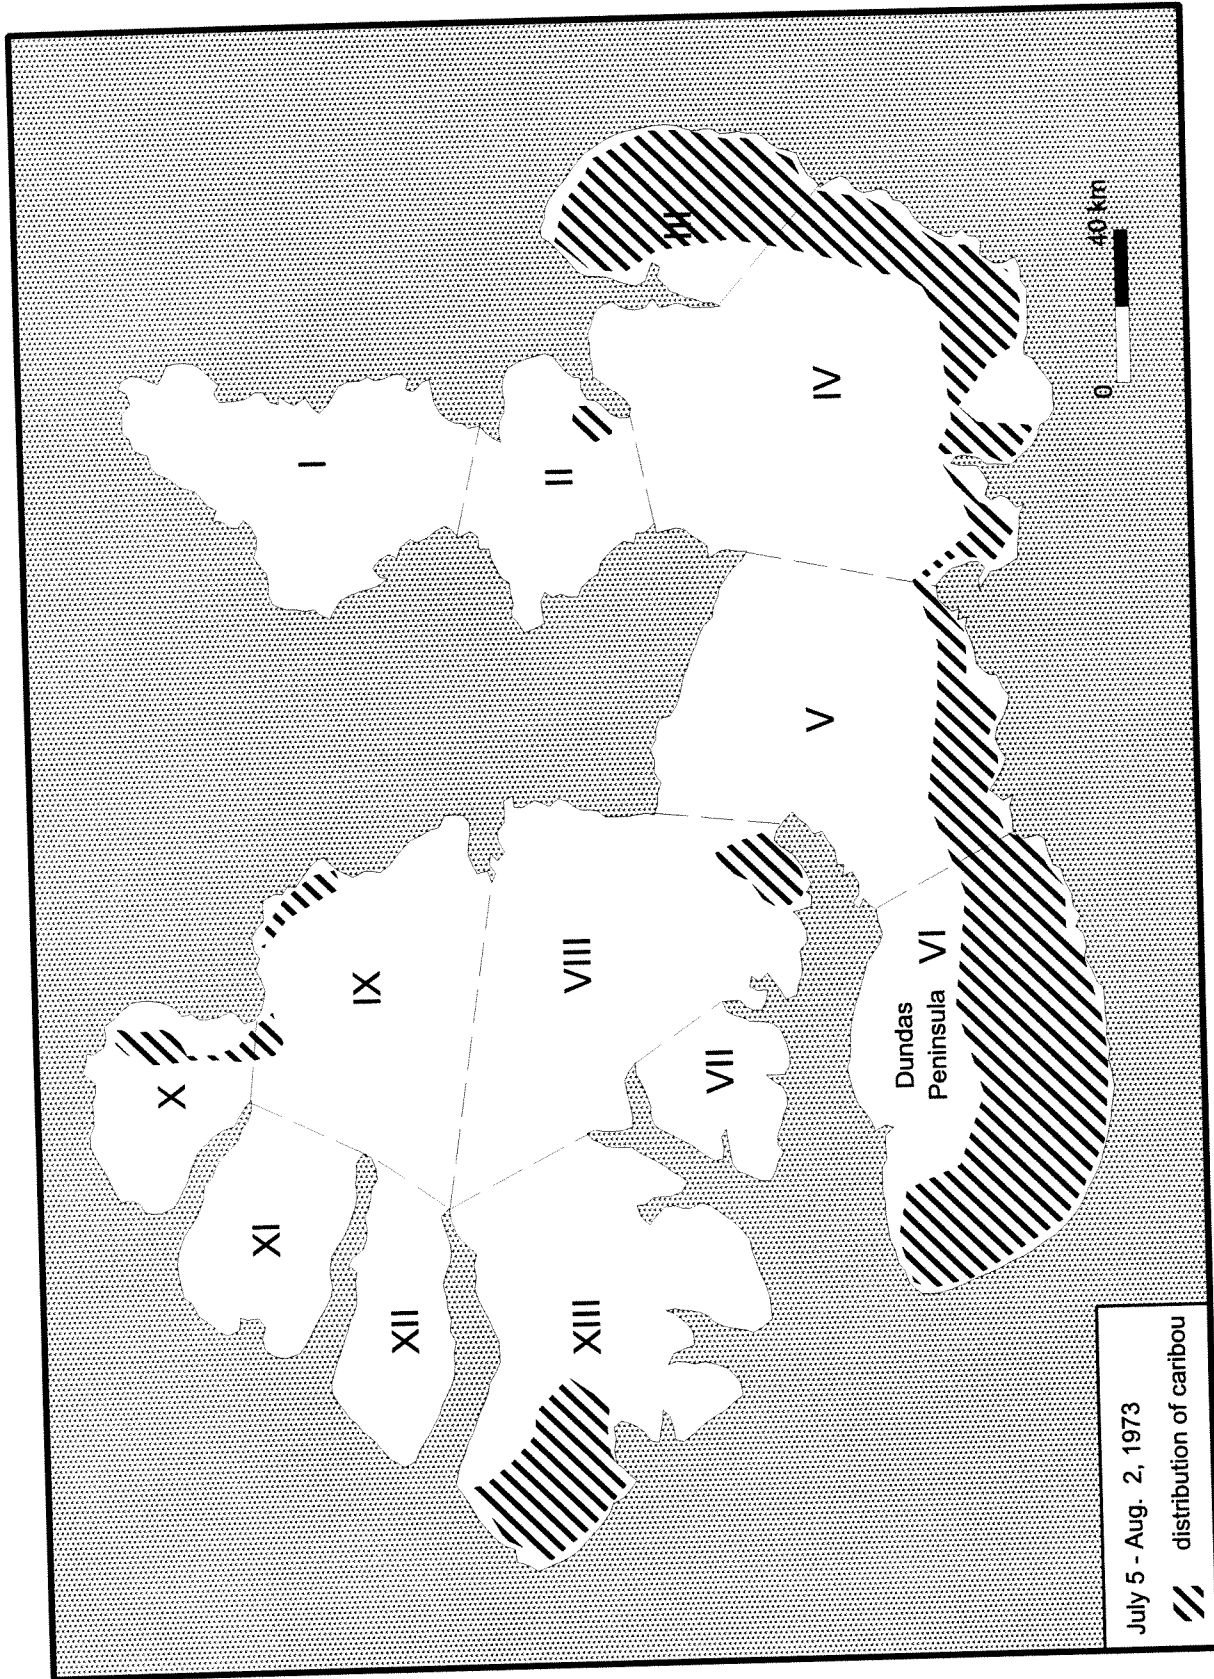 X
I
XI
IX
II
III
XII
VIII
XIII
VII
V
IV
Dundas
Peninsula
VI
0
40 km
July 5 - Aug. 2, 1973
distribution of caribou